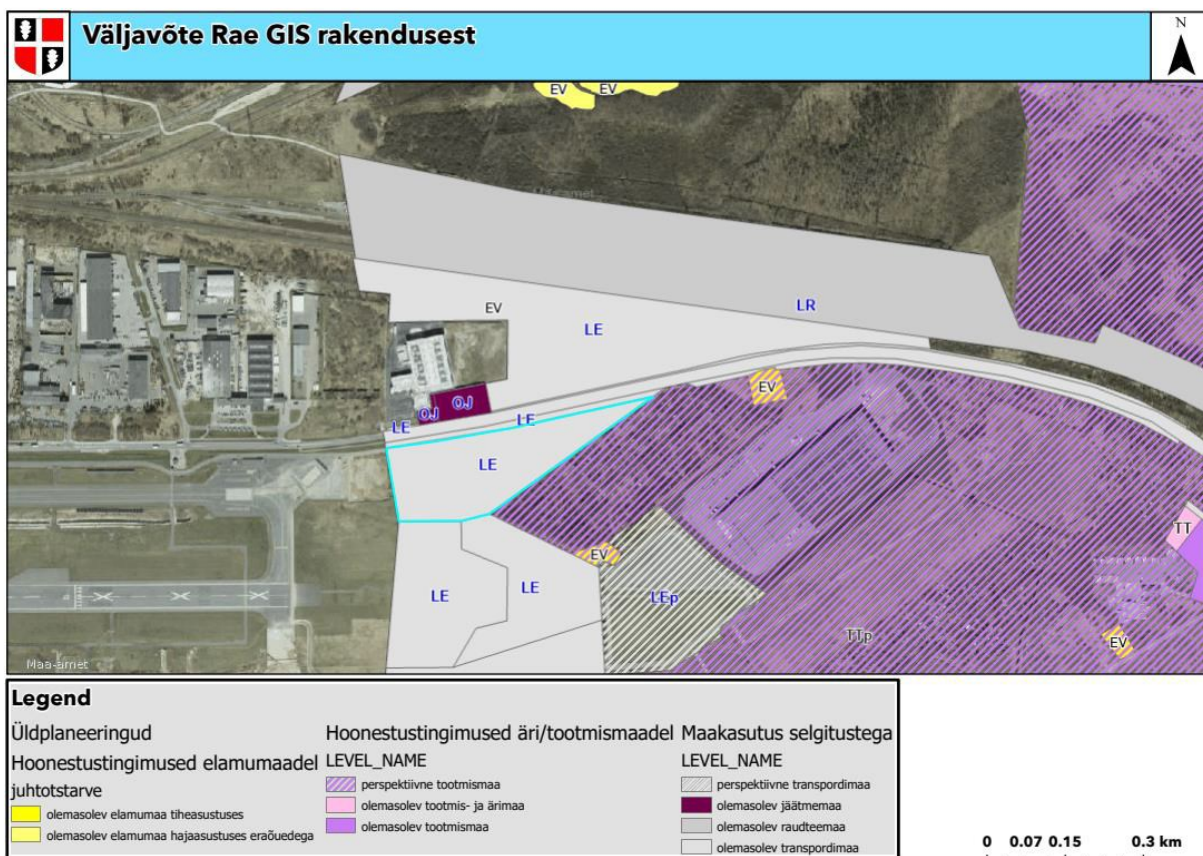 Väljavõte Rae GIS rakendusest
N
EV EV
LR
EV
LE
EV
OJ OJ
LE LE
LE
TT
EV
LE LE
LEp
TTp
EV
Maa-amet
Legend
Üldplaneeringud
Hoonestustingimused elamumaadel
juhtotstarve
olemasolev elamumaa tiheasustuses
olemasolev elamumaa hajaasustuses eraõuedega
Hoonestustingimused äri/tootmismaadel
LEVEL_NAME
perspektiivne tootmismaa
olemasolev tootmis- ja ärimaa
olemasolev tootmismaa
Maakasutus selgitustega
LEVEL_NAME
perspektiivne transpordimaa
olemasolev jäätmemaa
olemasolev raudteemaa
olemasolev transpordimaa
0 0.07 0.15 0.3 km